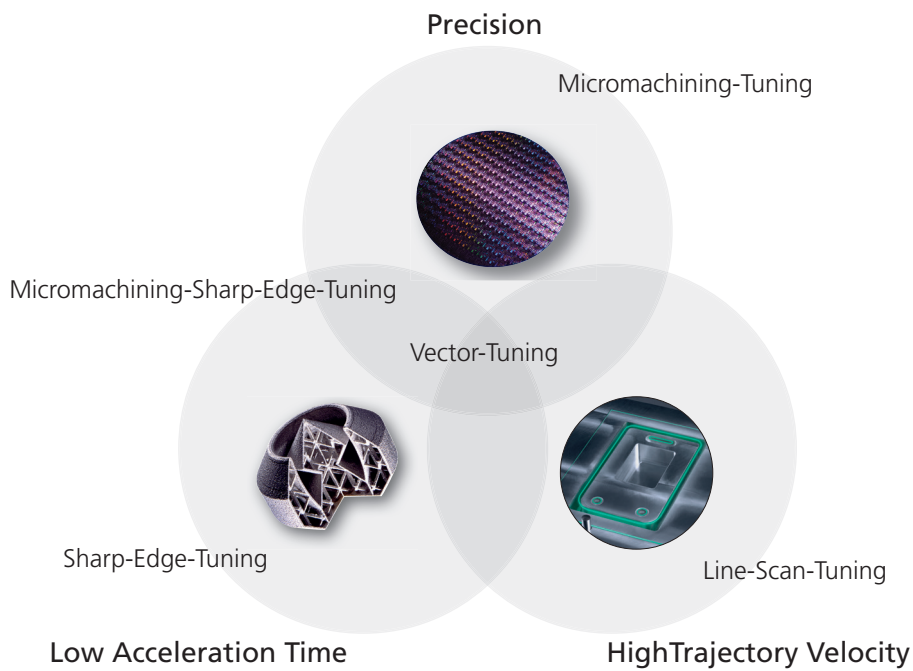 Precision
Micromachining-Tuning
Micromachining-Sharp-Edge-Tuning
Vector-Tuning
Sharp-Edge-Tuning
Line-Scan-Tuning
Low Acceleration Time
HighTrajectory Velocity